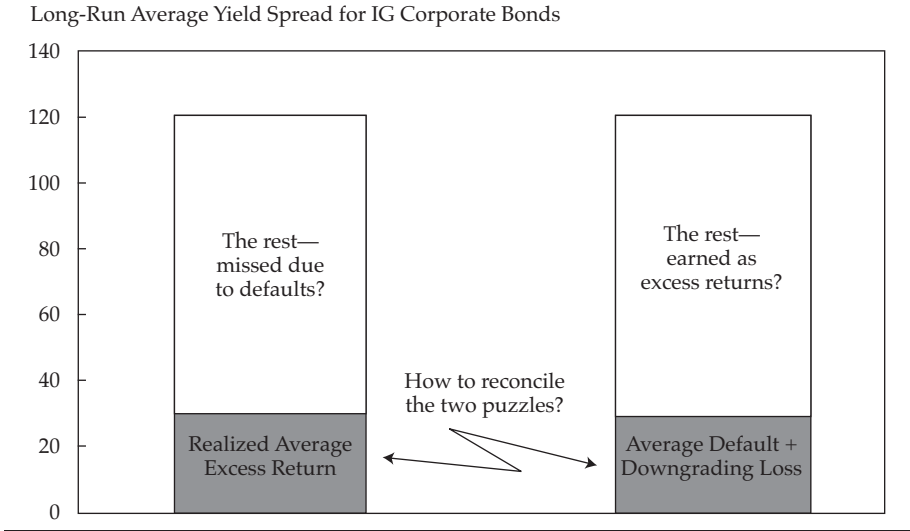 Long-Run Average Yield Spread for IG Corporate Bonds
140
120
100
80
60
40
20
0
The rest—
missed due
to defaults?
Realized Average
Excess Return
How to reconcile
the two puzzles?
The rest—
earned as
excess returns?
Average Default +
Downgrading Loss